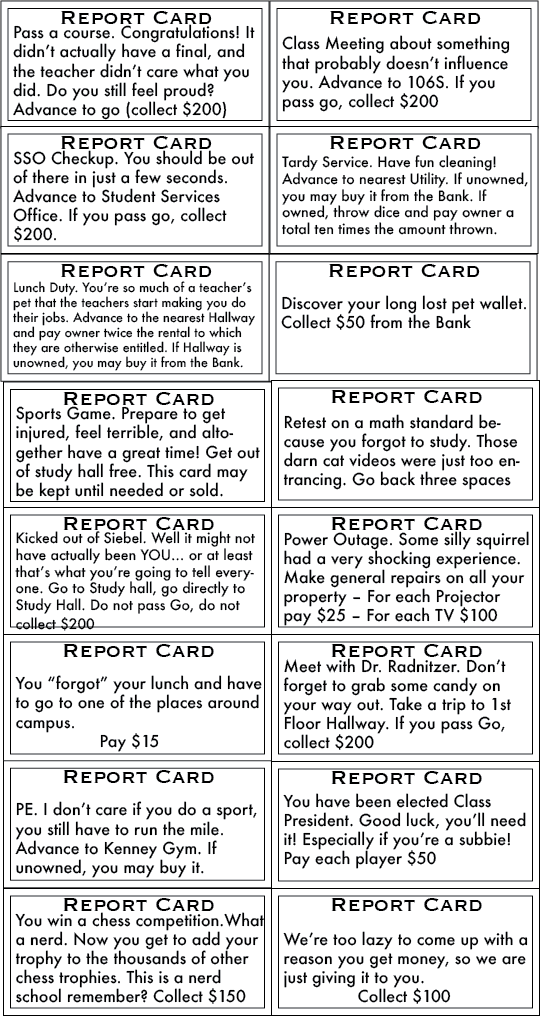 REPORT CARD
Pass a course. Congratulations! It
didn't actually have a final, and
the teacher didn't care what you
did. Do you still feel proud?
Advance to go (collect $200)
REPORT CARD
Class Meeting about something
that probably doesn't influence
you. Advance to 106S. If you
pass go, collect $200
REPORT CARD
SSO Checkup. You should be out
of there in just a few seconds.
Advance to Student Services
Office. If you pass go, collect
$200.
REPORT CARD
Tardy Service. Have fun cleaning!
Advance to nearest Utility. If unowned,
you may buy it from the Bank. If
owned, throw dice and pay owner a
total ten times the amount thrown.
REPORT CARD
Lunch Duty. You're so much of a teacher's
pet that the teachers start making you do
their jobs. Advance to the nearest Hallway
and pay owner twice the rental to which
they are otherwise entitled. If Hallway is
unowned, you may buy it from the Bank.
REPORT CARD
Discover your long lost pet wallet.
Collect $50 from the Bank
REPORT CARD
Sports Game. Prepare to get
injured, feel terrible, and alto-
gether have a great time! Get out
of study hall free. This card may
be kept until needed or sold.
REPORT CARD
Retest on a math standard be-
cause you forgot to study. Those
darn cat videos were just too en-
trancing. Go back three spaces
REPORT CARD
Kicked out of Siebel. Well it might not
have actually been YOU... or at least
that's what you're going to tell every-
one. Go to Study hall, go directly to
Study Hall. Do not pass Go, do not
collect $200
REPORT CARD
Power Outage. Some silly squirrel
had a very shocking experience.
Make general repairs on all your
property – For each Projector
pay $25 – For each TV $100
REPORT CARD
You "forgot" your lunch and have
to go to one of the places around
campus.
Pay $15
REPORT CARD
Meet with Dr. Radnitzer. Don't
forget to grab some candy on
your way out. Take a trip to 1st
Floor Hallway. If you pass Go,
collect $200
REPORT CARD
PE. I don't care if you do a sport,
you still have to run the mile.
Advance to Kenney Gym. If
unowned, you may buy it.
REPORT CARD
You have been elected Class
President. Good luck, you'll need
it! Especially if you're a subbie!
Pay each player $50
REPORT CARD
You win a chess competition.What
a nerd. Now you get to add your
trophy to the thousands of other
chess trophies. This is a nerd
school remember? Collect $150
REPORT CARD
We're too lazy to come up with a
reason you get money, so we are
just giving it to you.
Collect $100